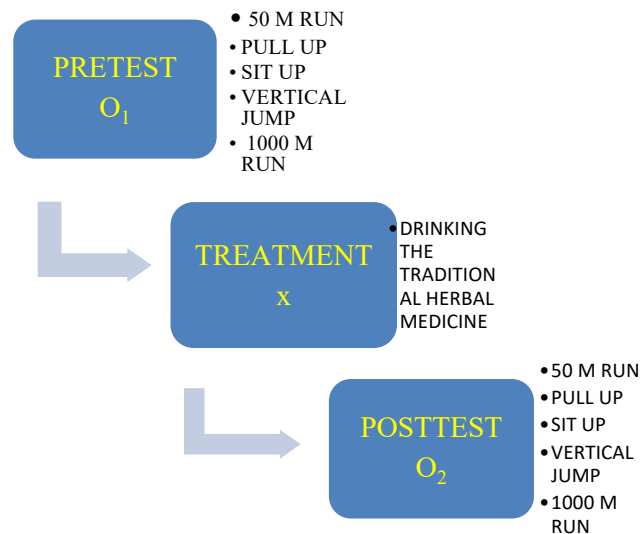 PRETEST
O₁
• 50 M RUN
• PULL UP
• SIT UP
• VERTICAL
JUMP
• 1000 M
RUN
TREATMENT
x
• DRINKING
THE
TRADITION
AL HERBAL
MEDICINE
POSTTEST
O₂
• 50 M RUN
• PULL UP
• SIT UP
• VERTICAL
JUMP
• 1000 M
RUN